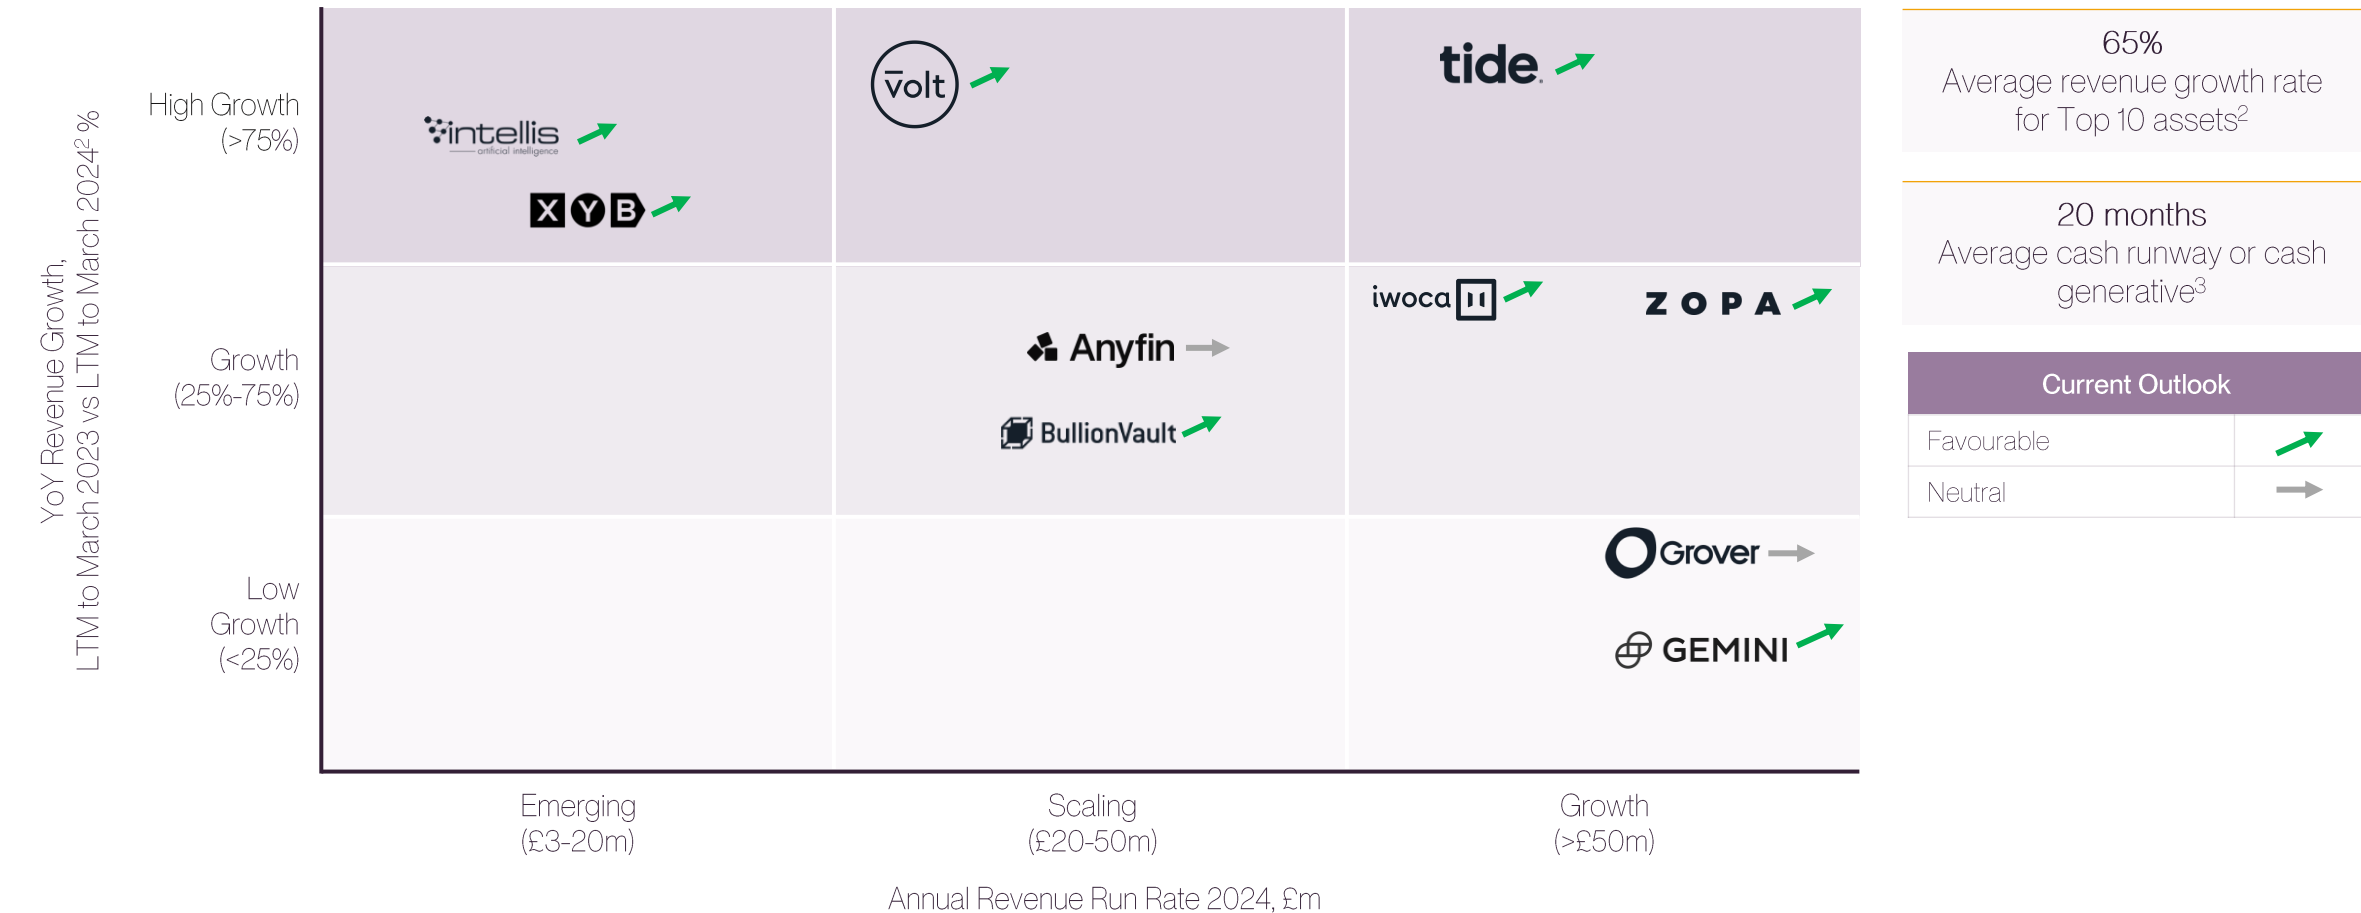 YoY Revenue Growth,
LTM to March 2023 vs LTM to March 2024² %
High Growth
(>75%)
Growth
(25%-75%)
Low
Growth
(<25%)
intellis
artificial intelligence
XYB
volt
tide
Anyfin
BullionVault
iwoca
ZOPA
Grover
GEMINI
Emerging
(£3-20m)
Scaling
(£20-50m)
Growth
(>£50m)
Annual Revenue Run Rate 2024, £m
65%
Average revenue growth rate
for Top 10 assets²
20 months
Average cash runway or cash
generative³
Current Outlook
Favourable
Neutral